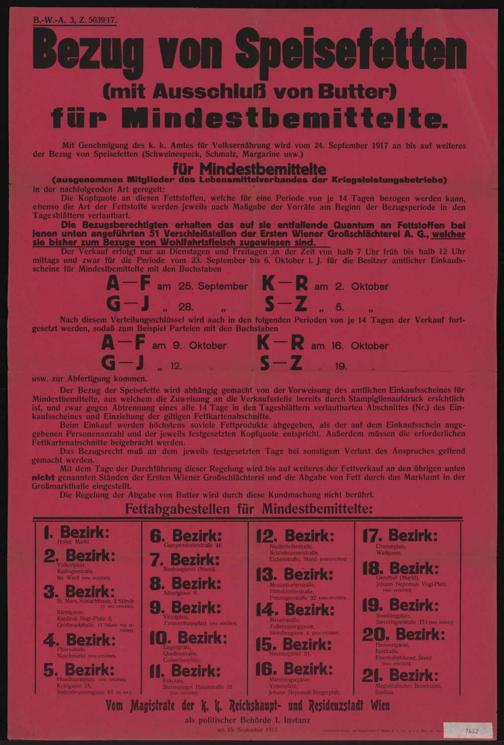 B.-W.-A. 3, Z. 5039/17.
Bezug von Speisefetten
(mit Ausschluß von Butter)
für Mindestbemittelte.
Mit Genehmigung des k. k. Amtes für Volksernährung wird vom 24. September 1917 an bis auf weiteres
der Bezug von Speisefetten (Schweinespeck, Schmalz, Margarine usw.)
für Mindestbemittelte
(ausgenommen Mitglieder des Lebensmittelverbandes der Kriegsleistungsbetriebe)
in der nachfolgenden Art geregelt:
Die Kopfquote an diesen Fettstoffen, welche für eine Periode von je 14 Tagen bezogen werden kann,
ebenso die Art der Fettstoffe werden jeweils nach Maßgabe der Vorräte am Beginn der Bezugsperiode in den
Tagesblättern verlautbart.
Die Bezugsberechtigten erhalten das auf sie entfallende Quantum an Fettstoffen bei
jenen unten angeführten 51 Verschleißstellen der Ersten Wiener Großschlächterei A. G., welcher
sie bisher zum Bezuge von Wohlfahrtsfleisch zugewiesen sind.
Der Verkauf erfolgt nur an Dienstagen und Freitagen in der Zeit von halb 7 Uhr früh bis halb 12 Uhr
mittags und zwar für die Periode vom 23. September bis 6. Oktober l. J. für die Besitzer amtlicher Einkaufs-
scheine für Mindestbemittelte mit den Buchstaben
A—F am 25. September K—R am 2. Oktober
G—J „ 28. „ S—Z „ 5. „
Nach diesem Verteilungsschlüssel wird auch in den folgenden Perioden von je 14 Tagen der Verkauf fort-
gesetzt werden, sodaß zum Beispiel Parteien mit den Buchstaben
A—F am 9. Oktober K—R am 16. Oktober
G—J „ 12. „ S—Z „ 19. „
usw. zur Abfertigung kommen.
Der Bezug der Speisefette wird abhängig gemacht von der Vorweisung des amtlichen Einkaufsscheines für
Mindestbemittelte, aus welchem die Zuweisung an die Verkaufsstelle bereits durch Stampiglienaufdruck ersichtlich
ist, und zwar gegen Abtrennung eines alle 14 Tage in den Tagesblättern verlautbarten Abschnittes (Nr.) des Ein-
kaufsscheines und Einziehung der giltigen Fettkartenabschnitte.
Beim Einkauf werden höchstens soviele Fettprodukte abgegeben, als der auf dem Einkaufsschein ange-
gebenen Personenanzahl und der jeweils festgesetzten Kopfquote entspricht. Außerdem müssen die erforderlichen
Fettkartenabschnitte beigebracht werden.
Das Bezugsrecht muß an dem jeweils festgesetzten Tage bei sonstigem Verlust des Anspruches geltend
gemacht werden.
Mit dem Tage der Durchführung dieser Regelung wird bis auf weiteres der Fettverkauf an den übrigen unten
nicht genannten Ständen der Ersten Wiener Großschlächterei und die Abgabe von Fett durch das Marktamt in der
Großmarkthalle eingestellt.
Die Regelung der Abgabe von Butter wird durch diese Kundmachung nicht berührt.
Fettabgabestellen für Mindestbemittelte:
1. Bezirk:
Hoher Markt.
2. Bezirk:
Volkertplatz,
3. Bezirk:
4. Bezirk:
5. Bezirk:
6. Bezirk:
Gumpendorferstraße
7. Bezirk:
8. Bezirk:
9. Bezirk:
10. Bezirk:
11. Bezirk:
12. Bezirk:
13. Bezirk:
14. Bezirk:
15. Bezirk:
16. Bezirk:
17. Bezirk:
18. Bezirk:
Johann Nepomuk Vogl-Platz
19. Bezirk:
20. Bezirk:
21. Bezirk:
Vom Magistrate der k. k. Reichshaupt- und Residenzstadt Wien
als politischer Behörde I. Instanz
am 15. September 1917.